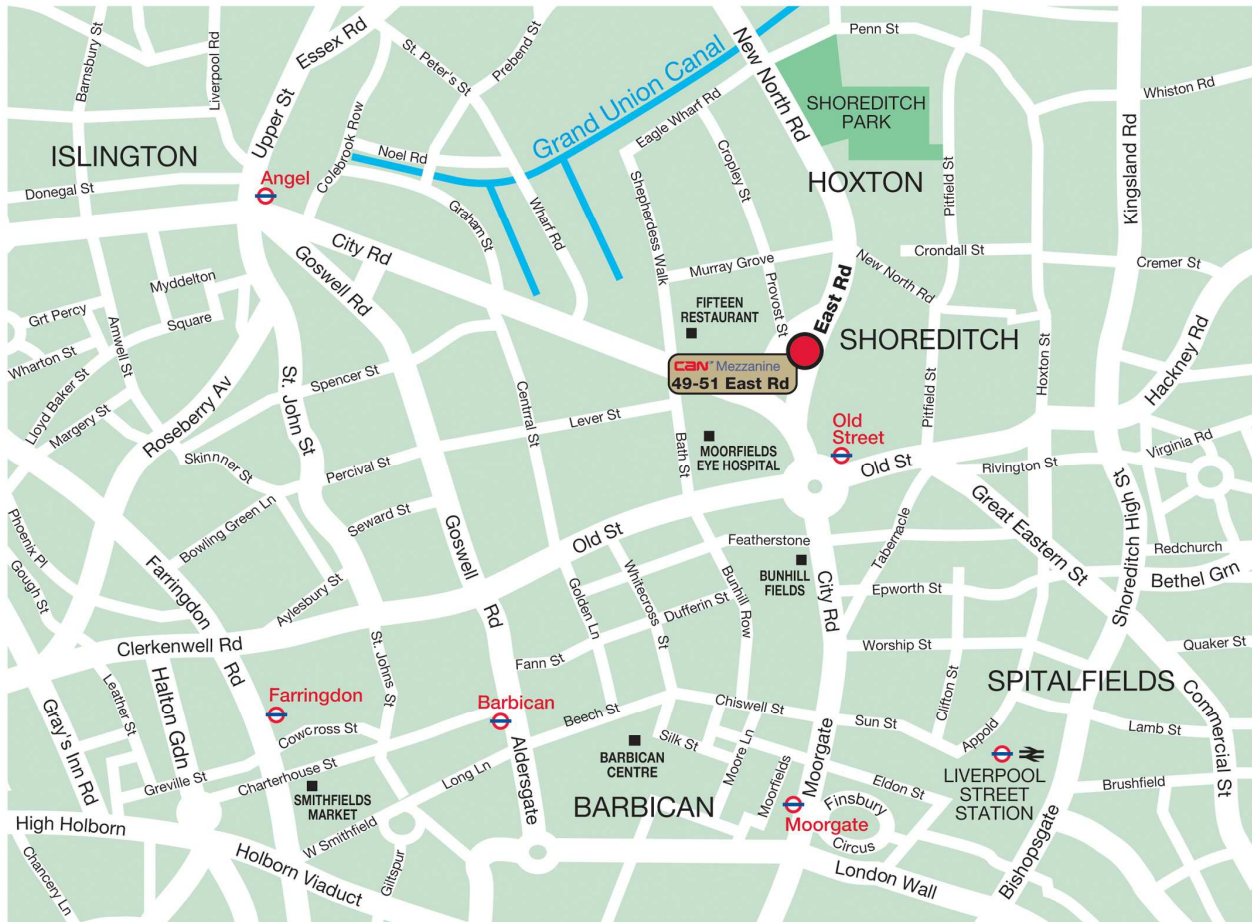 Barnsbury St
Liverpool Rd
Essex Rd
St. Peter's St
Prebend St
Grand Union Canal
New North Rd
Penn St
Whiston Rd
Kingsland Rd
SHOREDITCH
PARK
Eagle Wharf Rd
Upper St
Colebrook Row
Noel Rd
ISLINGTON
Angel
Donegal St
Cropley St
HOXTON
Pitfield St
Shepherdess Walk
Graham St
Wharf Rd
City Rd
Goswell Rd
Murray Grove
New North Rd
Crondall St
Cremer St
Myddelton
Square
Grt Percy
Amwell St
Provost St
East Rd
FIFTEEN
RESTAURANT
SHOREDITCH
CAN Mezzanine
49-51 East Rd
Hoxton St
Hackney Rd
Wharton St
Lloyd Baker St
Margery St
Roseberry Av
St. John St
Spencer St
Centrral St
Lever St
Bath St
MOORFIELDS
EYE HOSPITAL
Old
Street
Pitfield St
Old St
Rivington St
Virginia Rd
Skinnner St
Percival St
Seward St
Bowling Green Ln
Goswell
Rd
Old St
Great Eastern St
Shoreditch High St
Phoenix Pl
Gough St
Farringdon
Rd
Aylesbury St
Golden Ln
Whitecross St
Featherstone
Bunhill Row
BUNHILL
FIELDS
City Rd
Tabernacle
Redchurch
Bethel Grn
Epworth St
Dufferin St
Clerkenwell Rd
St. Johns St
Fann St
Worship St
Quaker St
SPITALFIELDS
Clifton St
Commercial St
Leather St
Halton Gdn
Gray's Inn Rd
Farringdon
Barbican
Beech St
Chiswell St
Sun St
Appold
Lamb St
Cowcross St
Silk St
Moore Ln
Moorgate
BARBICAN
CENTRE
LIVERPOOL
STREET
STATION
Greville St
Charterhouse St
Long Ln
Aldersgate
Moorfields
Eldon St
Brushfield
SMITHFIELDS
MARKET
BARBICAN
Moorgate
Finsbury
Circus
High Holborn
W Smithfield
Giltspur
Holborn Viaduct
Chancery Ln
London Wall
Bishopsgate